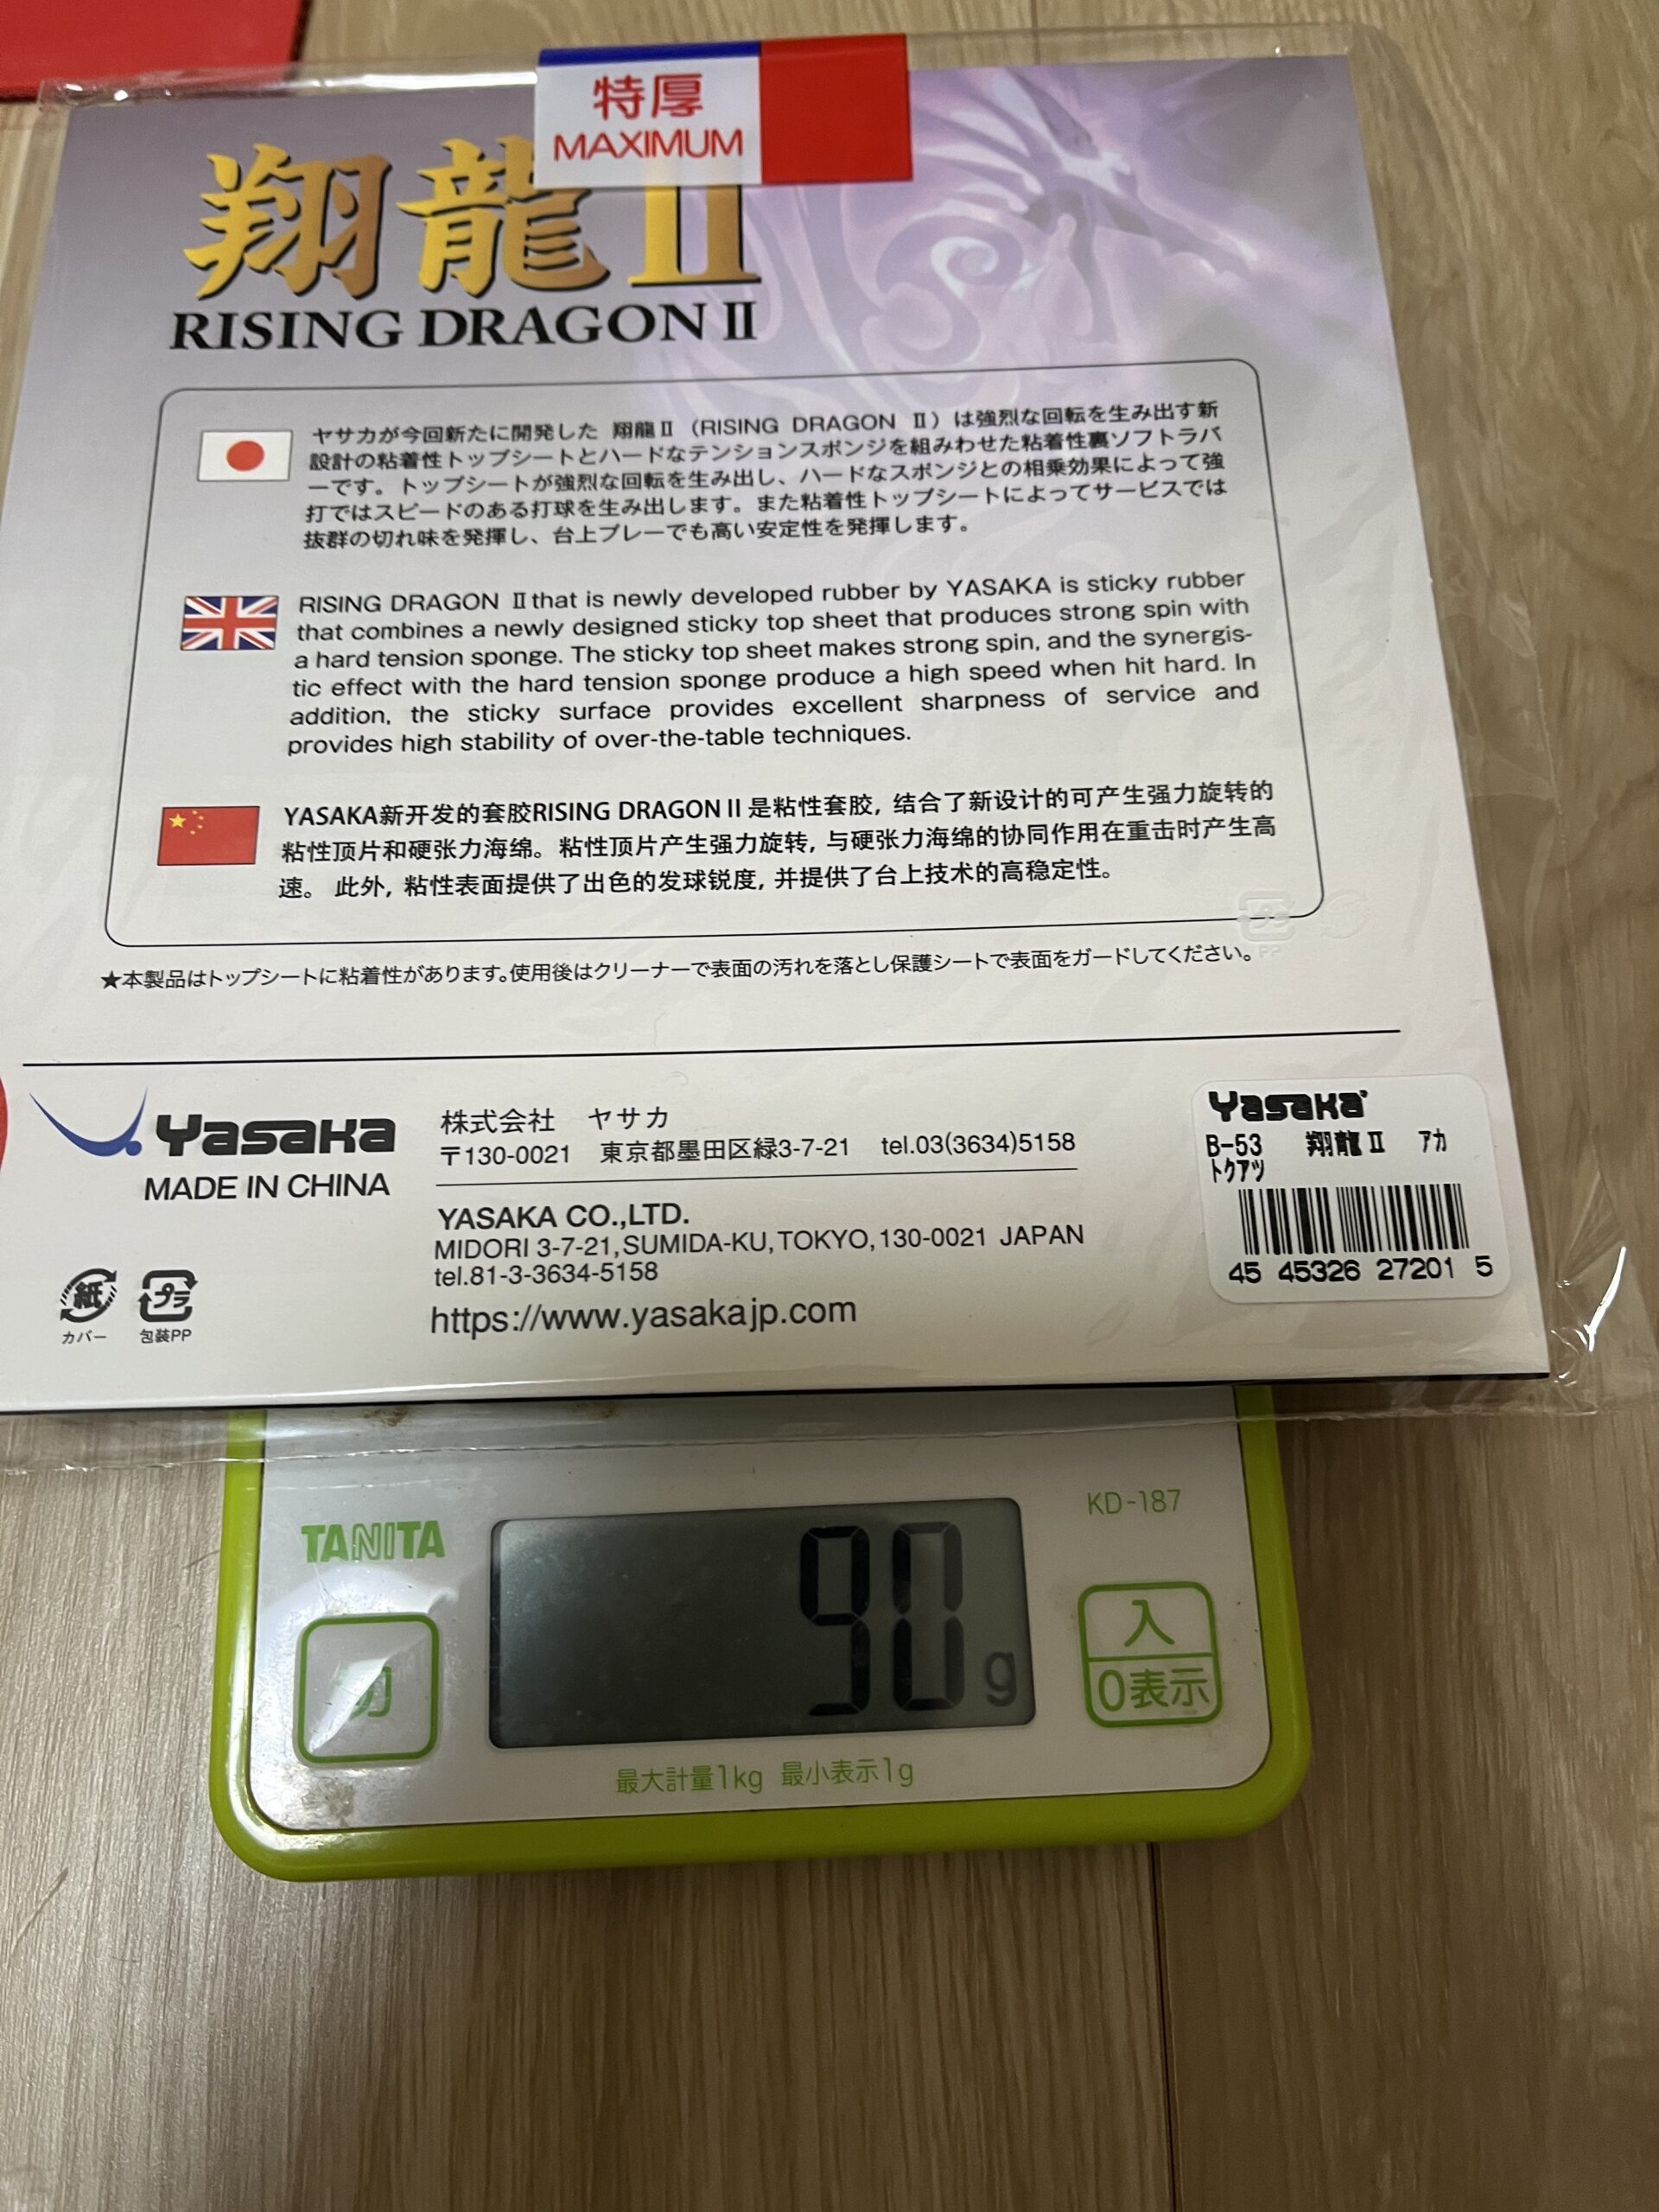 特厚
MAXIMUM
翔龍II
RISING DRAGON II
ヤサカが今回新たに開発した 翔龍II（RISING DRAGON II）は強烈な回転を生み出す新
設計の粘着性トップシートとハードなテンションスポンジを組みわせた粘着性裏ソフトラバ
ーです。トップシートが強烈な回転を生み出し、ハードなスポンジとの相乗効果によって強
打ではスピードのある打球を生み出します。また粘着性トップシートによってサービスでは
抜群の切れ味を発揮し、台上プレーでも高い安定性を発揮します。
RISING DRAGON II that is newly developed rubber by YASAKA is sticky rubber
that combines a newly designed sticky top sheet that produces strong spin with
a hard tension sponge. The sticky top sheet makes strong spin, and the synergis-
tic effect with the hard tension sponge produce a high speed when hit hard. In
addition, the sticky surface provides excellent sharpness of service and
provides high stability of over-the-table techniques.
YASAKA新开发的套胶RISING DRAGON II 是粘性套胶, 结合了新设计的可产生强力旋转的
粘性顶片和硬张力海绵。粘性顶片产生强力旋转, 与硬张力海绵的协同作用在重击时产生高
速。 此外, 粘性表面提供了出色的发球锐度, 并提供了台上技术的高稳定性。
PP
★本製品はトップシートに粘着性があります。使用後はクリーナーで表面の汚れを落とし保護シートで表面をガードしてください。
Yasaka
MADE IN CHINA
紙
カバー
プラ
包装PP
株式会社 ヤサカ
〒130-0021 東京都墨田区緑3-7-21 tel.03(3634)5158
YASAKA CO.,LTD.
MIDORI 3-7-21,SUMIDA-KU,TOKYO,130-0021 JAPAN
tel.81-3-3634-5158
https://www.yasakajp.com
Yasaka
B-53 翔龍II アカ
トクアツ
45 45326 27201 5
TANITA
KD-187
切
90g
入
0表示
最大計量1kg 最小表示1g